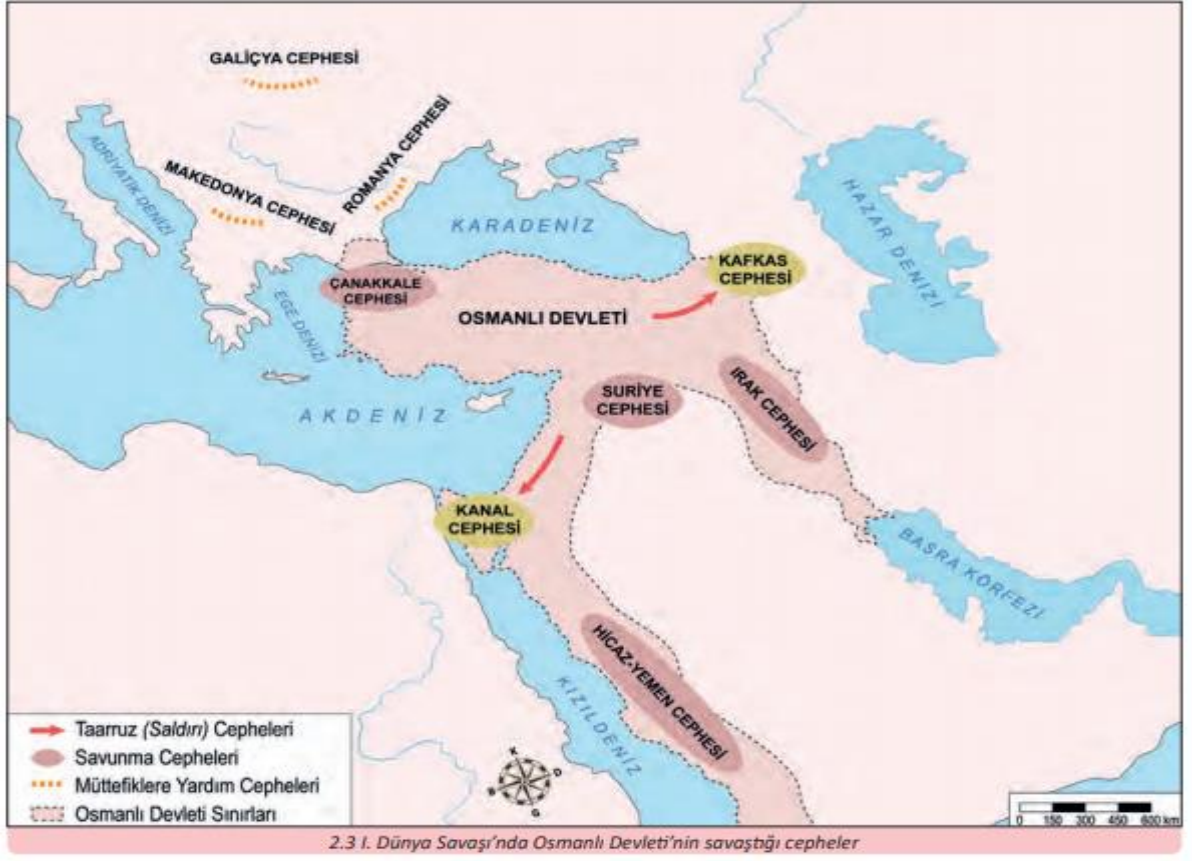 GALİÇYA CEPHESİ
ROMANYA CEPHESİ
MAKEDONYA CEPHESİ
ADRİYATİK DENİZİ
KARADENİZ
HAZAR DENİZİ
KAFKAS
CEPHESİ
ÇANAKKALE
CEPHESİ
EGE DENİZİ
OSMANLI DEVLETİ
SURİYE
CEPHESİ
IRAK CEPHESİ
AKDENİZ
KANAL
CEPHESİ
BASRA KÖRFEZİ
HİCAZ-YEMEN CEPHESİ
KIZILDENİZ
Taarruz (Saldırı) Cepheleri
Savunma Cepheleri
Müttefiklere Yardım Cepheleri
Osmanlı Devleti Sınırları
K
D
B
G
0 150 300 450 600 km
2.3 I. Dünya Savaşı'nda Osmanlı Devleti'nin savaştığı cepheler